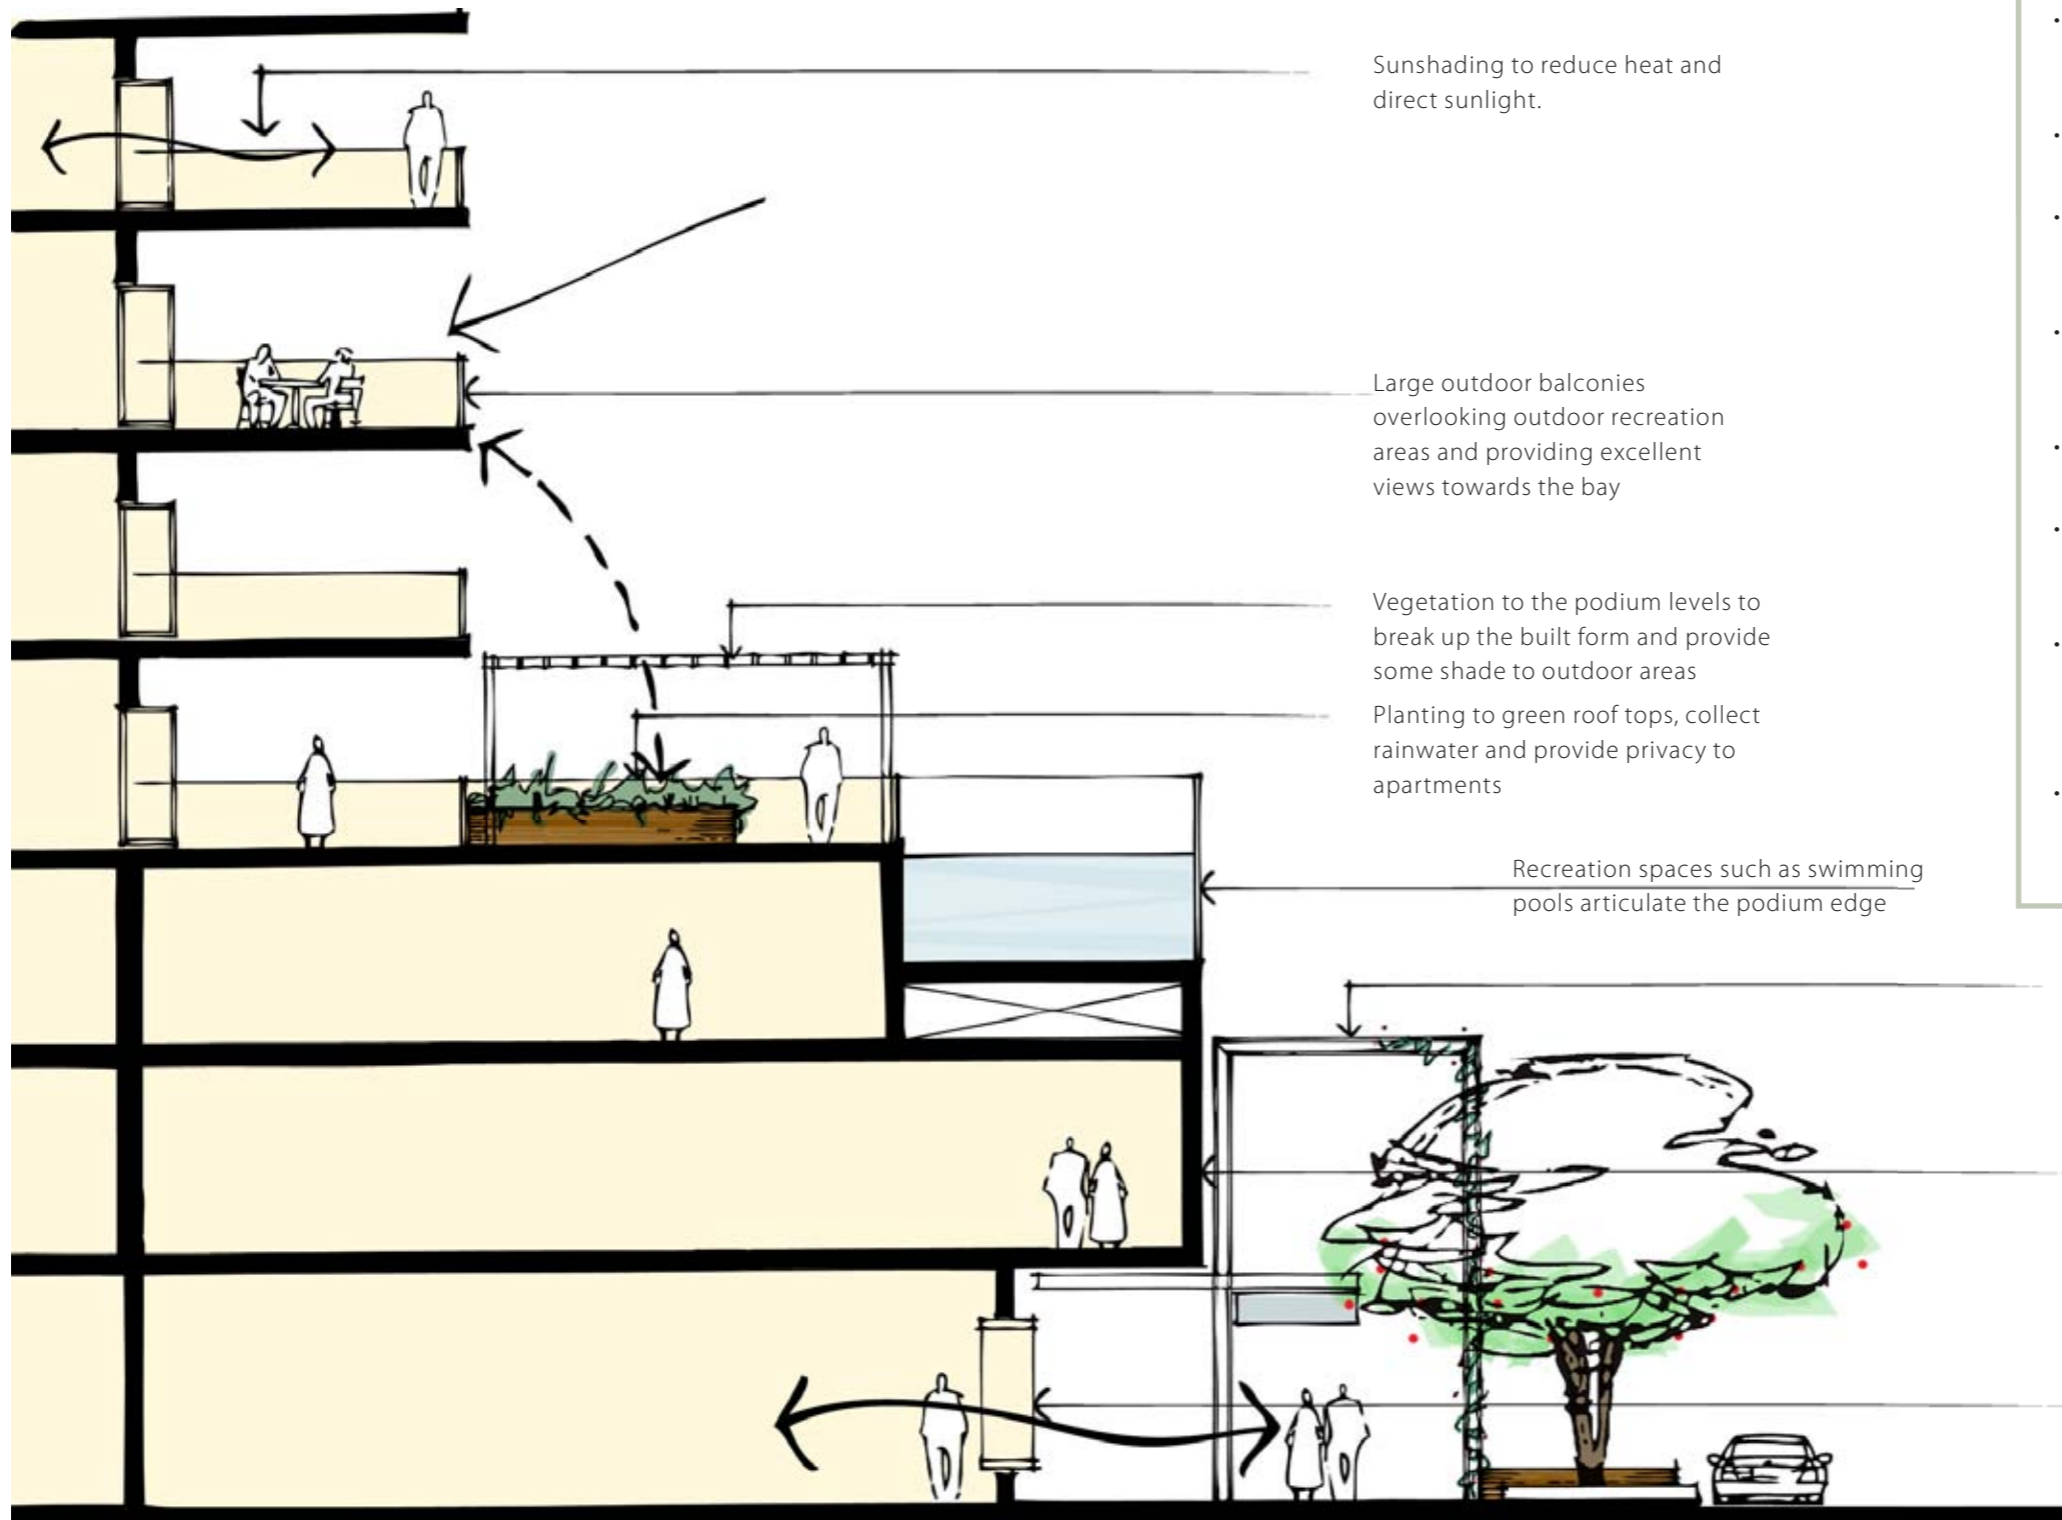 Sunshading to reduce heat and
direct sunlight.
Large outdoor balconies
overlooking outdoor recreation
areas and providing excellent
views towards the bay
Vegetation to the podium levels to
break up the built form and provide
some shade to outdoor areas
Planting to green roof tops, collect
rainwater and provide privacy to
apartments
Recreation spaces such as swimming
pools articulate the podium edge